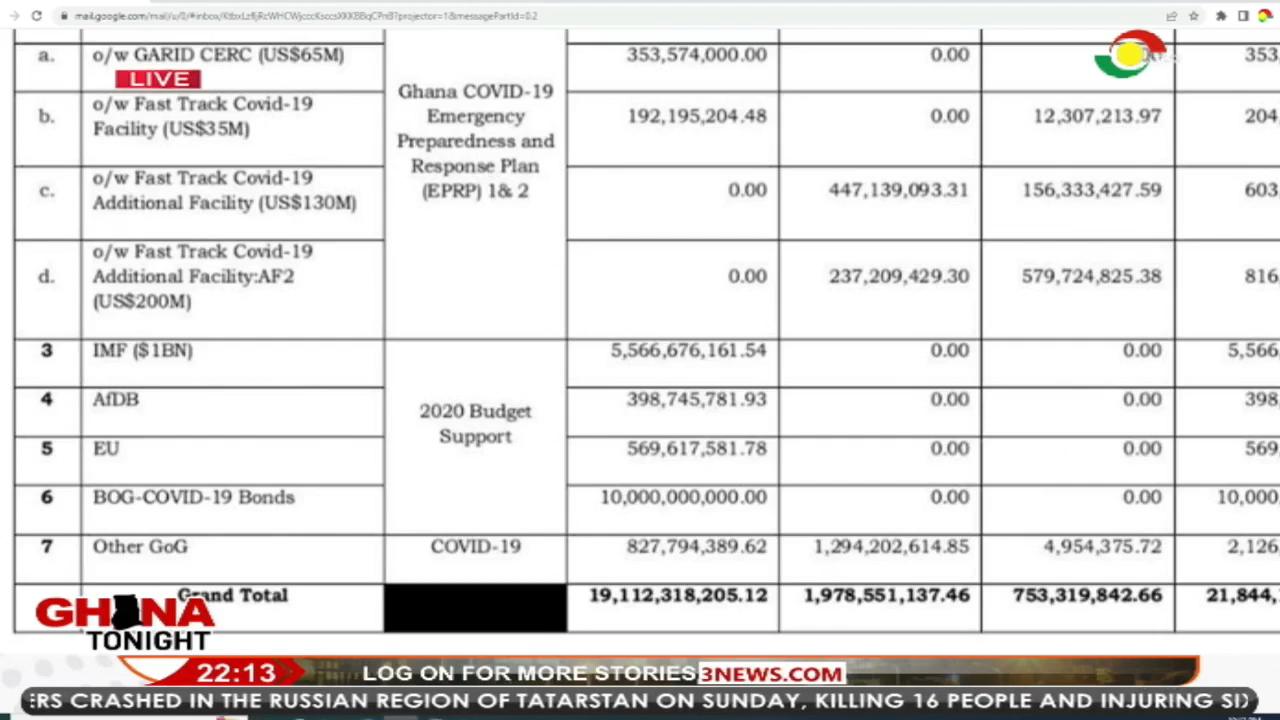 mail.google.com/mail/u/0/#inbox/
?projector=1&messagePartId=0.2
a. o/w GARID CERC (US$65M) 353,574,000.00 0.00 353
LIVE
Ghana COVID-19
Emergency
Preparedness and
Response Plan
(EPRP) 1& 2
b. o/w Fast Track Covid-19
Facility (US$35M) 192,195,204.48 0.00 12,307,213.97 204
c. o/w Fast Track Covid-19
Additional Facility (US$130M) 0.00 447,139,093.31 156,333,427.59 603
d. o/w Fast Track Covid-19
Additional Facility:AF2
(US$200M) 0.00 237,209,429.30 579,724,825.38 816
3 IMF ($1BN) 5,566,676,161.54 0.00 0.00 5,566
2020 Budget
Support
4 AfDB 398,745,781.93 0.00 0.00 398
5 EU 569,617,581.78 0.00 0.00 569
6 BOG-COVID-19 Bonds 10,000,000,000.00 0.00 0.00 10,000
7 Other GoG COVID-19 827,794,389.62 1,294,202,614.85 4,954,375.72 2,126
Grand Total 19,112,318,205.12 1,978,551,137.46 753,319,842.66 21,844,
GHANA
TONIGHT
22:13 LOG ON FOR MORE STORIES 3NEWS.COM
ERS CRASHED IN THE RUSSIAN REGION OF TATARSTAN ON SUNDAY, KILLING 16 PEOPLE AND INJURING SIX